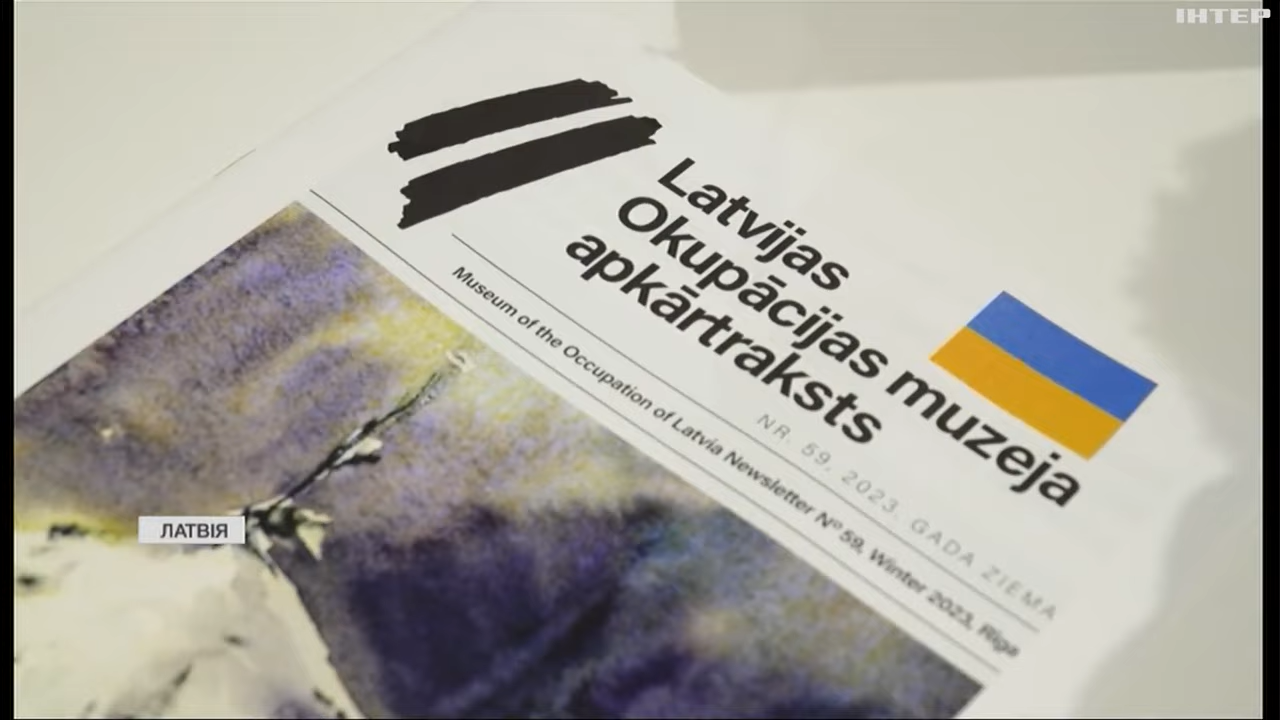 ІНТЕР
Latvijas
Okupācijas muzeja
apkārtraksts
NR. 59, 2023. GADA ZIEMA
Museum of the Occupation of Latvia Newsletter Nº 59, Winter 2023, Rīga
ЛАТВІЯ